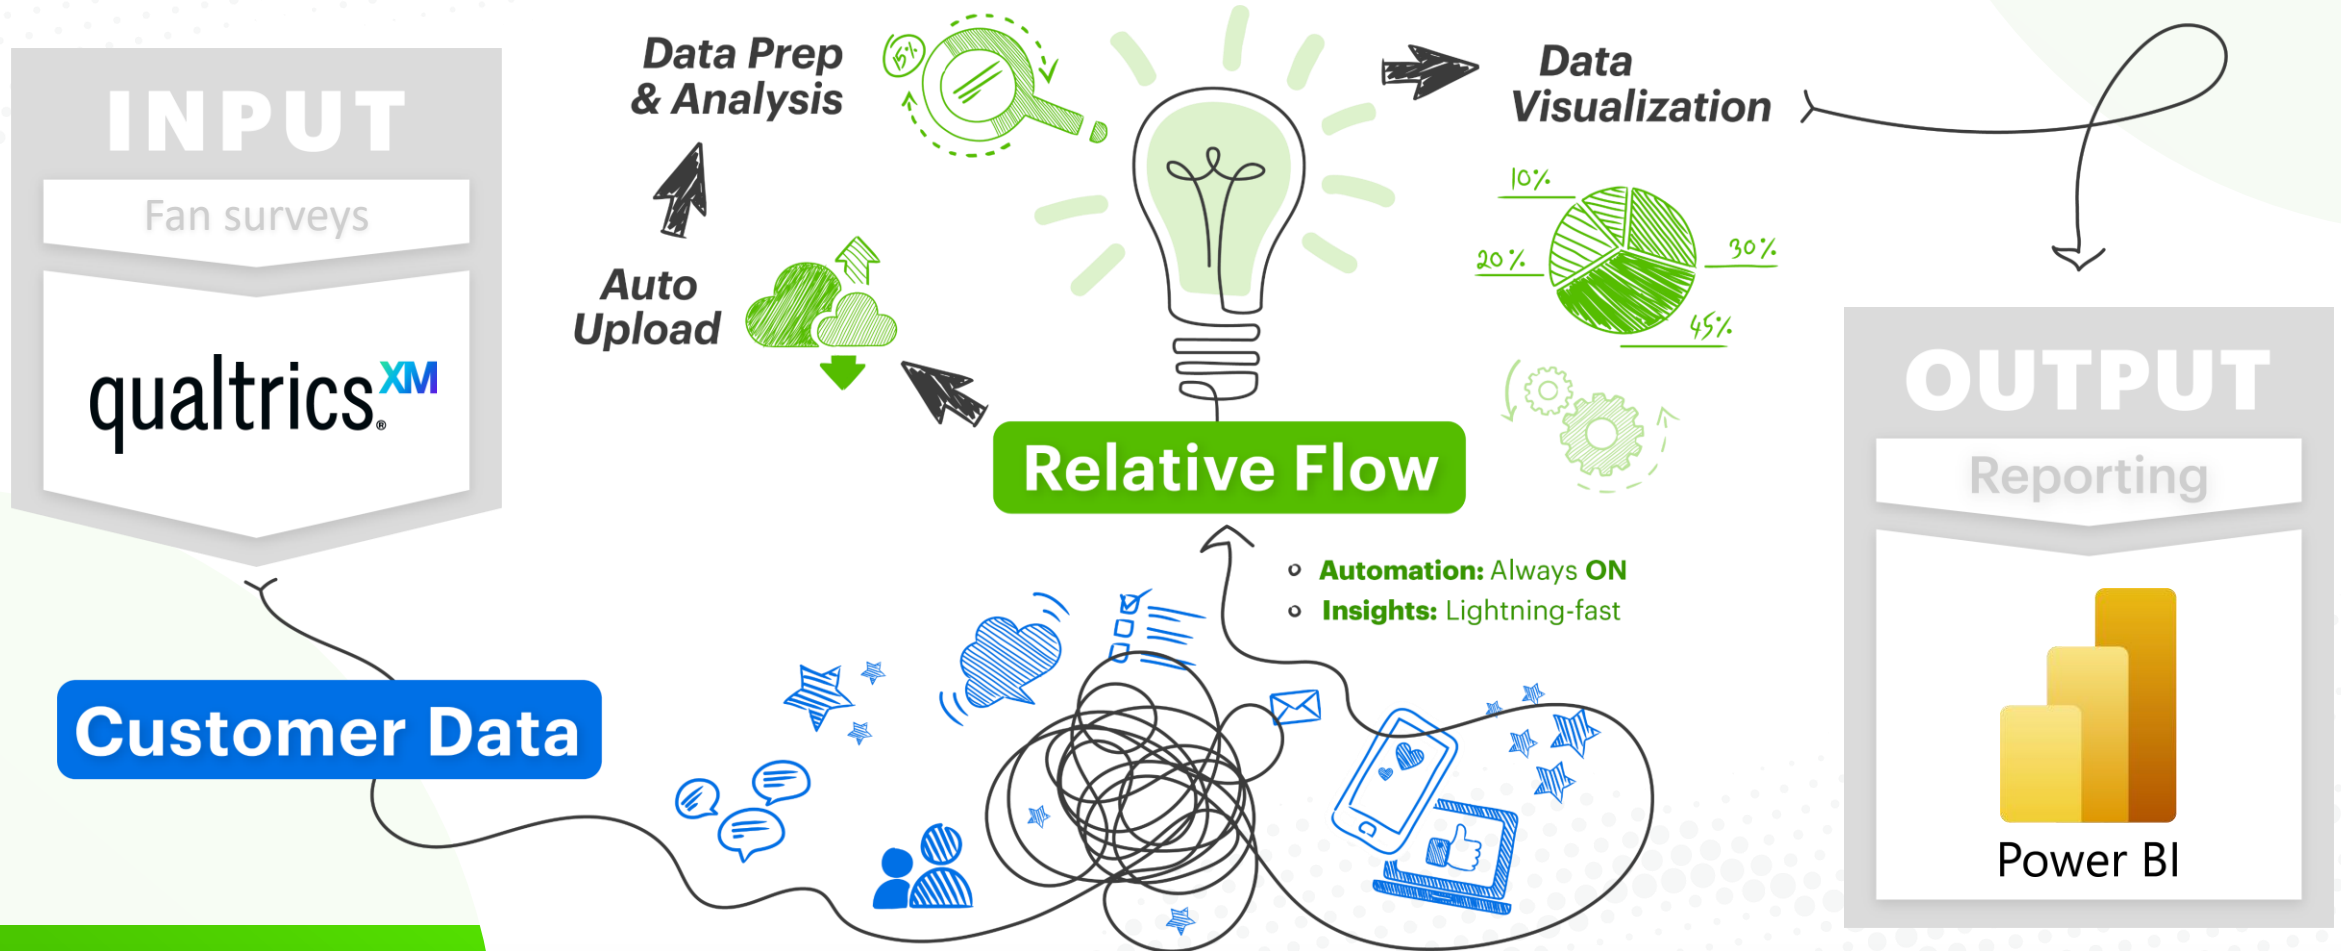 INPUT
Fan surveys
qualtrics.XM
®
Customer Data
Data Prep
& Analysis
15%
Auto
Upload
Relative Flow
Automation: Always ON
Insights: Lightning-fast
Data
Visualization
10%
20%
30%
45%
OUTPUT
Reporting
Power BI